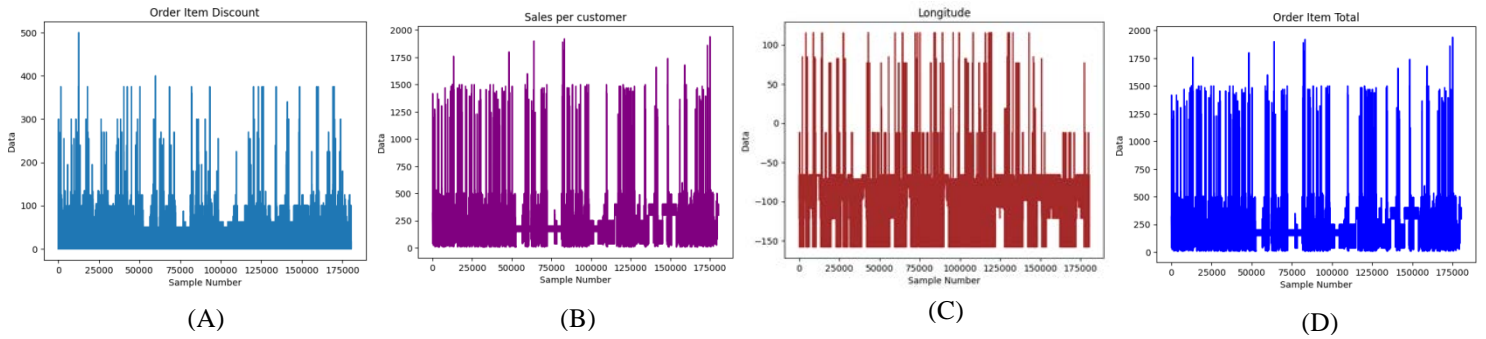 Order Item Discount
500
400
300
200
100
0
Data
0 25000 50000 75000 100000 125000 150000 175000
Sample Number
(A)
Sales per customer
2000
1750
1500
1250
1000
750
500
250
0
Data
0 25000 50000 75000 100000 125000 150000 175000
Sample Number
(B)
Longitude
100
50
0
−50
−100
−150
Data
0 25000 50000 75000 100000 125000 150000 175000
Sample Number
(C)
Order Item Total
2000
1750
1500
1250
1000
750
500
250
0
Data
0 25000 50000 75000 100000 125000 150000 175000
Sample Number
(D)